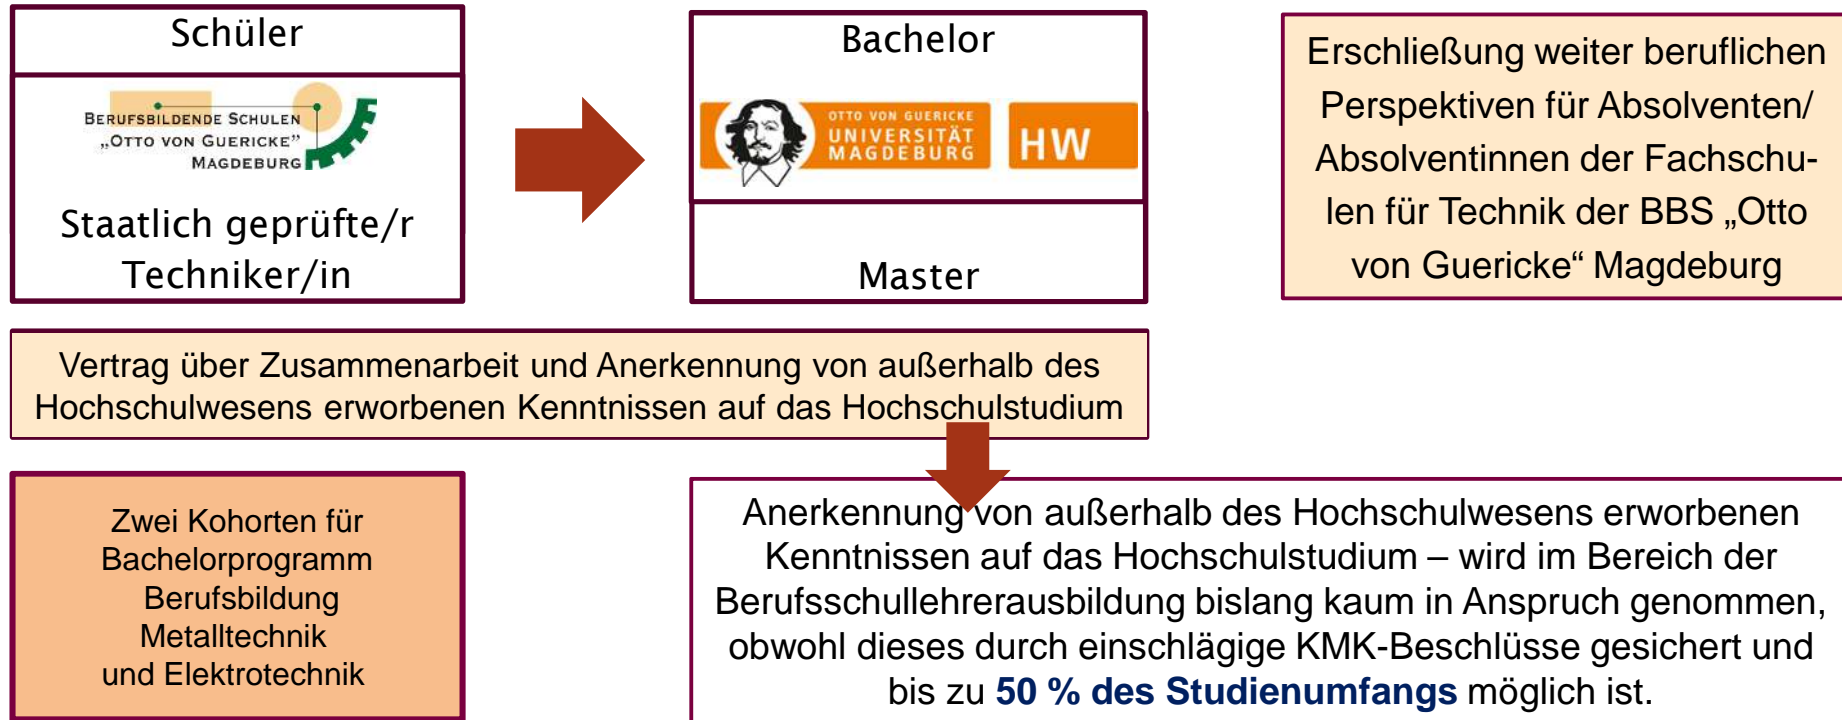 Schüler
BERUFSBILDENDE SCHULEN
„OTTO VON GUERICKE”
MAGDEBURG
Staatlich geprüfte/r
Techniker/in
Bachelor
OTTO VON GUERICKE
UNIVERSITÄT
MAGDEBURG
HW
Master
Erschließung weiter beruflichen
Perspektiven für Absolventen/
Absolventinnen der Fachschu-
len für Technik der BBS „Otto
von Guericke“ Magdeburg
Vertrag über Zusammenarbeit und Anerkennung von außerhalb des
Hochschulwesens erworbenen Kenntnissen auf das Hochschulstudium
Zwei Kohorten für
Bachelorprogramm
Berufsbildung
Metalltechnik
und Elektrotechnik
Anerkennung von außerhalb des Hochschulwesens erworbenen
Kenntnissen auf das Hochschulstudium – wird im Bereich der
Berufsschullehrerausbildung bislang kaum in Anspruch genommen,
obwohl dieses durch einschlägige KMK-Beschlüsse gesichert und
bis zu 50 % des Studienumfangs möglich ist.